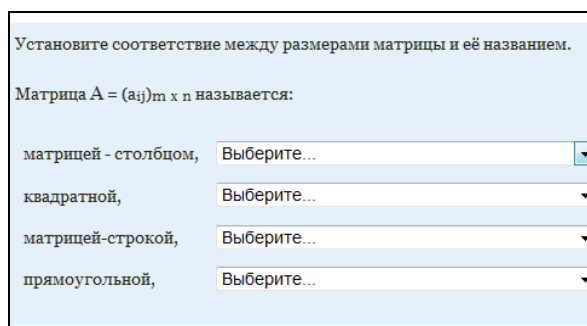 Установите соответствие между размерами матрицы и её названием.
Матрица A = (aij)m x n называется:
матрицей - столбцом, Выберите...
квадратной, Выберите...
матрицей-строкой, Выберите...
прямоугольной, Выберите...